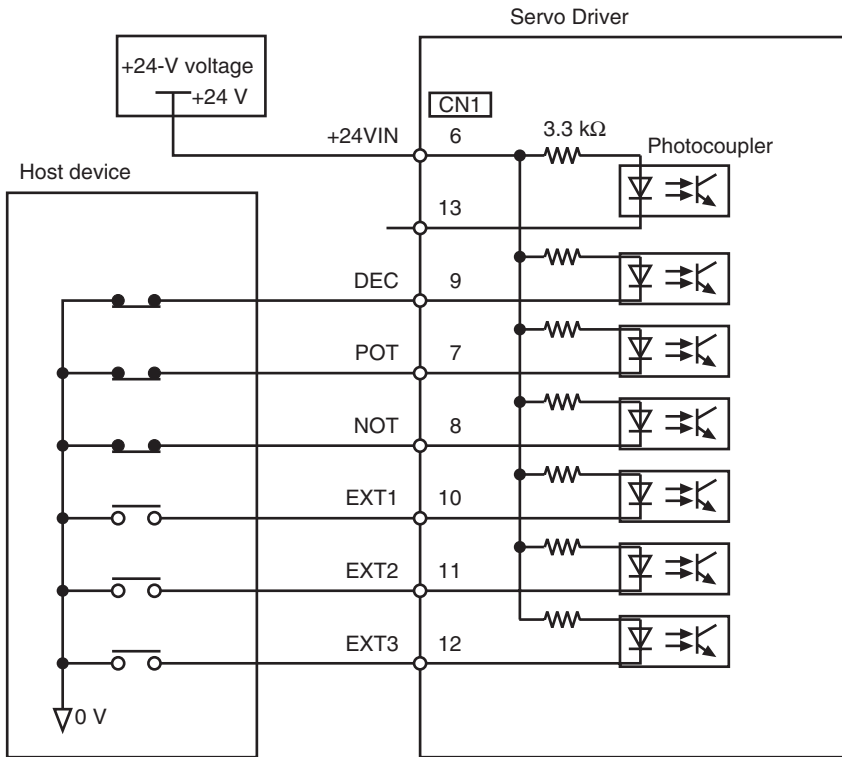 Servo Driver
+24-V voltage
+24 V
CN1
+24VIN
6
3.3 kΩ
Photocoupler
Host device
13
DEC
9
POT
7
NOT
8
EXT1
10
EXT2
11
EXT3
12
0 V